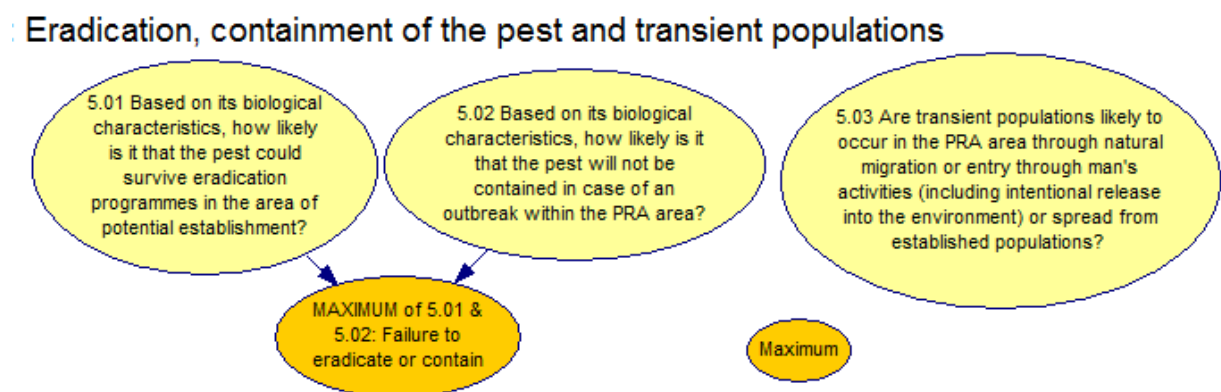 : Eradication, containment of the pest and transient populations
5.01 Based on its biological
characteristics, how likely
is it that the pest could
survive eradication
programmes in the area of
potential establishment?
5.02 Based on its biological
characteristics, how likely is it
that the pest will not be
contained in case of an
outbreak within the PRA area?
5.03 Are transient populations likely to
occur in the PRA area through natural
migration or entry through man's
activities (including intentional release
into the environment) or spread from
established populations?
MAXIMUM of 5.01 &
5.02: Failure to
eradicate or contain
Maximum